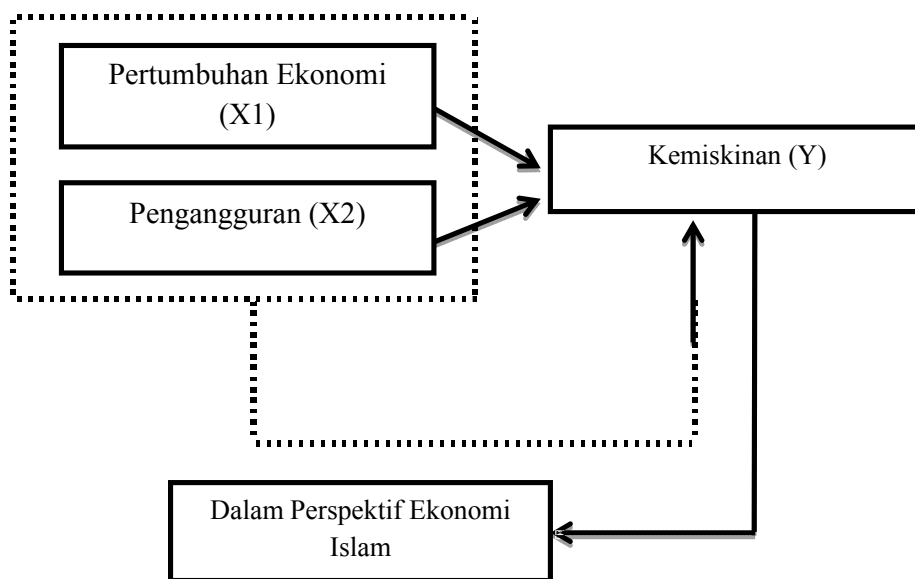 Pertumbuhan Ekonomi
(X1)
Kemiskinan (Y)
Pengangguran (X2)
Dalam Perspektif Ekonomi
Islam